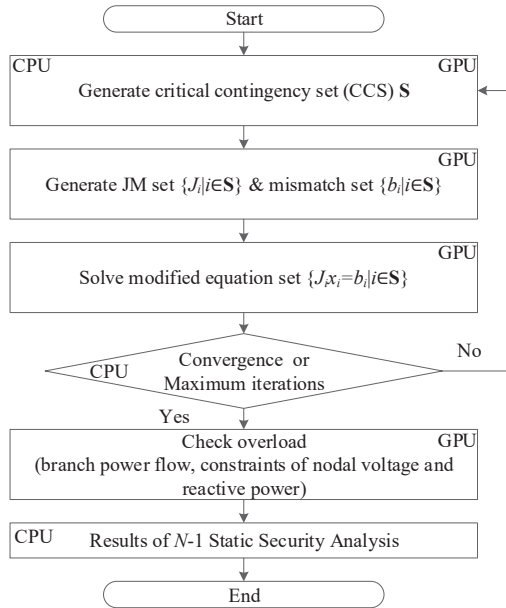 Start
CPU
GPU
Generate critical contingency set (CCS) S
GPU
Generate JM set {Ji|i∈S} & mismatch set {bi|i∈S}
GPU
Solve modified equation set {Jixi=bi|i∈S}
Convergence or
No
CPU
Maximum iterations
Yes
Check overload
GPU
(branch power flow, constraints of nodal voltage and
reactive power)
CPU
Results of N-1 Static Security Analysis
End